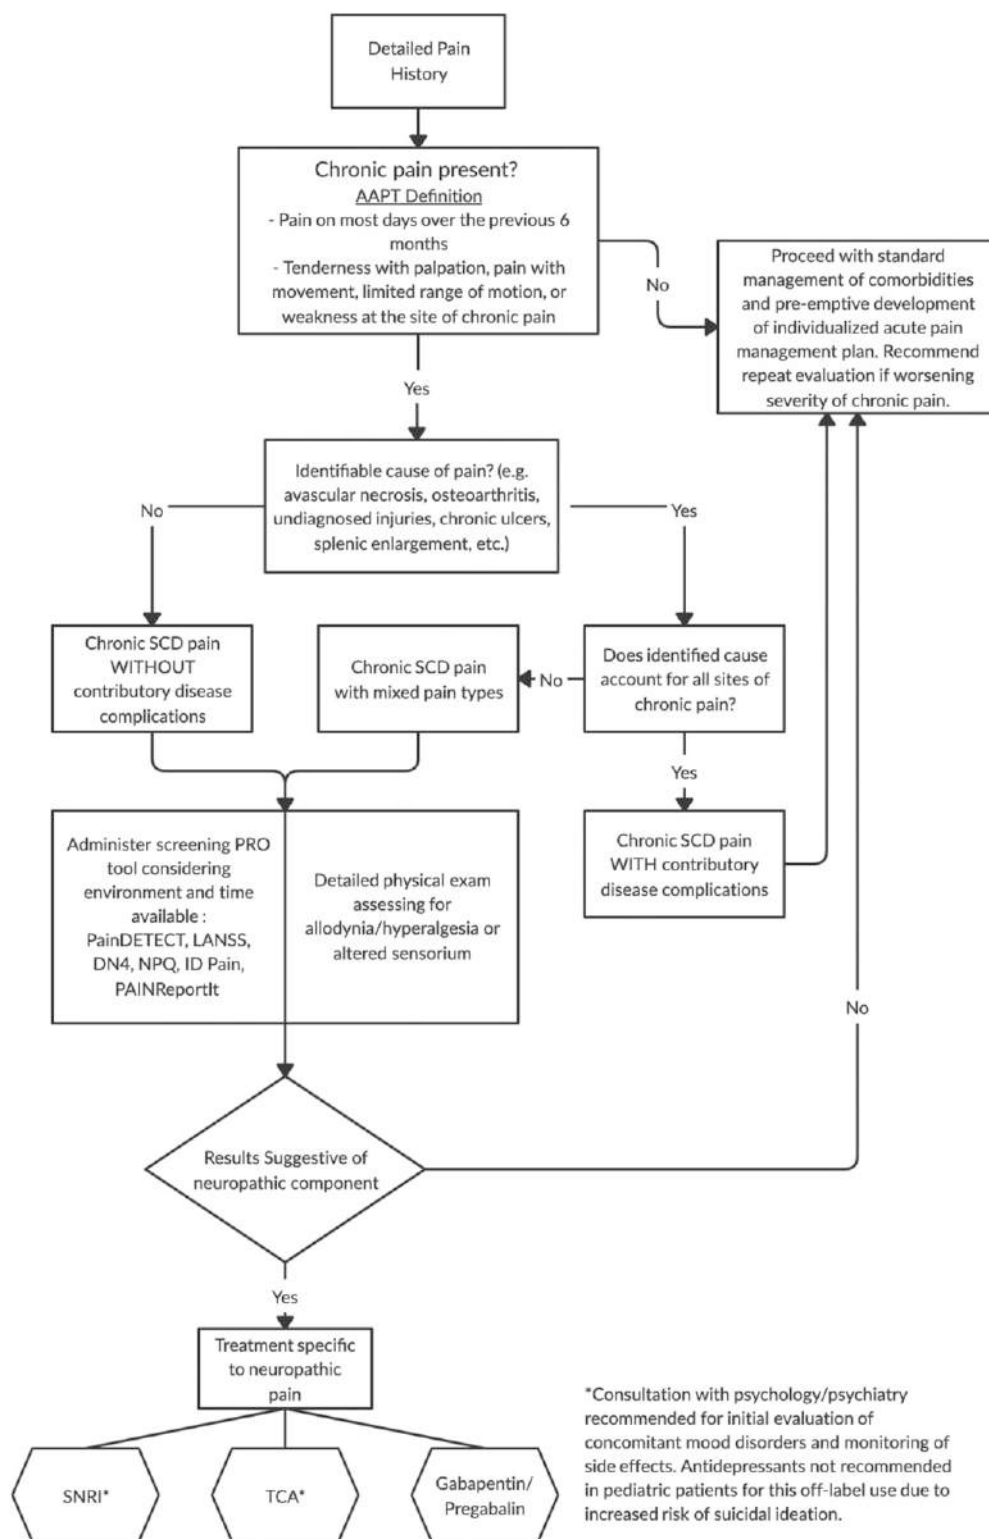 Detailed Pain
History
Chronic pain present?
AAPT Definition
- Pain on most days over the previous 6
months
- Tenderness with palpation, pain with
movement, limited range of motion, or
weakness at the site of chronic pain
No
Proceed with standard
management of comorbidities
and pre-emptive development
of individualized acute pain
management plan. Recommend
repeat evaluation if worsening
severity of chronic pain.
Yes
Identifiable cause of pain? (e.g.
avascular necrosis, osteoarthritis,
undiagnosed injuries, chronic ulcers,
splenic enlargement, etc.)
No
Yes
Chronic SCD pain
WITHOUT
contributory disease
complications
Chronic SCD pain
with mixed pain types
No
Does identified cause
account for all sites of
chronic pain?
Yes
Chronic SCD pain
WITH contributory
disease complications
Administer screening PRO
tool considering
environment and time
available :
PainDETECT, LANSS,
DN4, NPQ, ID Pain,
PAINReportIt
Detailed physical exam
assessing for
allodynia/hyperalgesia or
altered sensorium
No
Results Suggestive of
neuropathic component
Yes
Treatment specific
to neuropathic
pain
SNRI*
TCA*
Gabapentin/
Pregabalin
*Consultation with psychology/psychiatry
recommended for initial evaluation of
concomitant mood disorders and monitoring of
side effects. Antidepressants not recommended
in pediatric patients for this off-label use due to
increased risk of suicidal ideation.